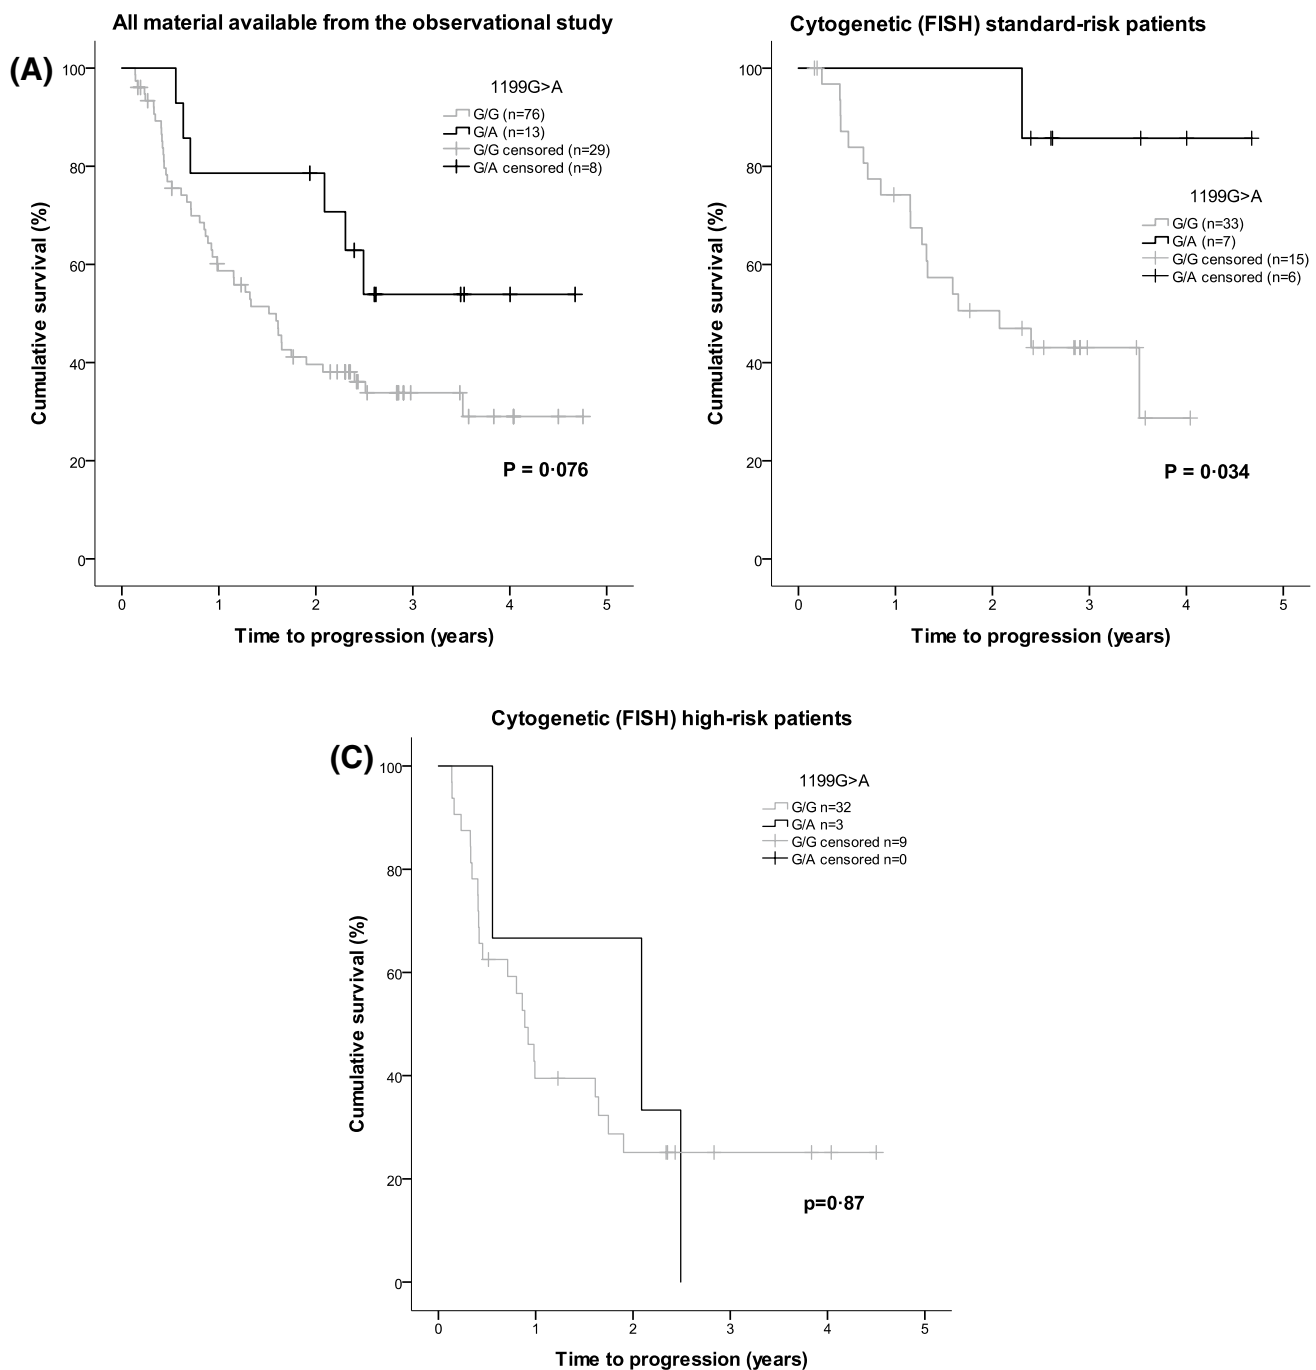 All material available from the observational study
(A)
1199G>A
G/G (n=76)
G/A (n=13)
G/G censored (n=29)
G/A censored (n=8)
100
80
60
40
20
0
Cumulative survival (%)
P = 0·076
0 1 2 3 4 5
Time to progression (years)
Cytogenetic (FISH) standard-risk patients
1199G>A
G/G (n=33)
G/A (n=7)
G/G censored (n=15)
G/A censored (n=6)
100
80
60
40
20
0
Cumulative survival (%)
P = 0·034
0 1 2 3 4 5
Time to progression (years)
Cytogenetic (FISH) high-risk patients
(C)
1199G>A
G/G n=32
G/A n=3
G/G censored n=9
G/A censored n=0
100
80
60
40
20
0
Cumulative survival (%)
p=0·87
0 1 2 3 4 5
Time to progression (years)